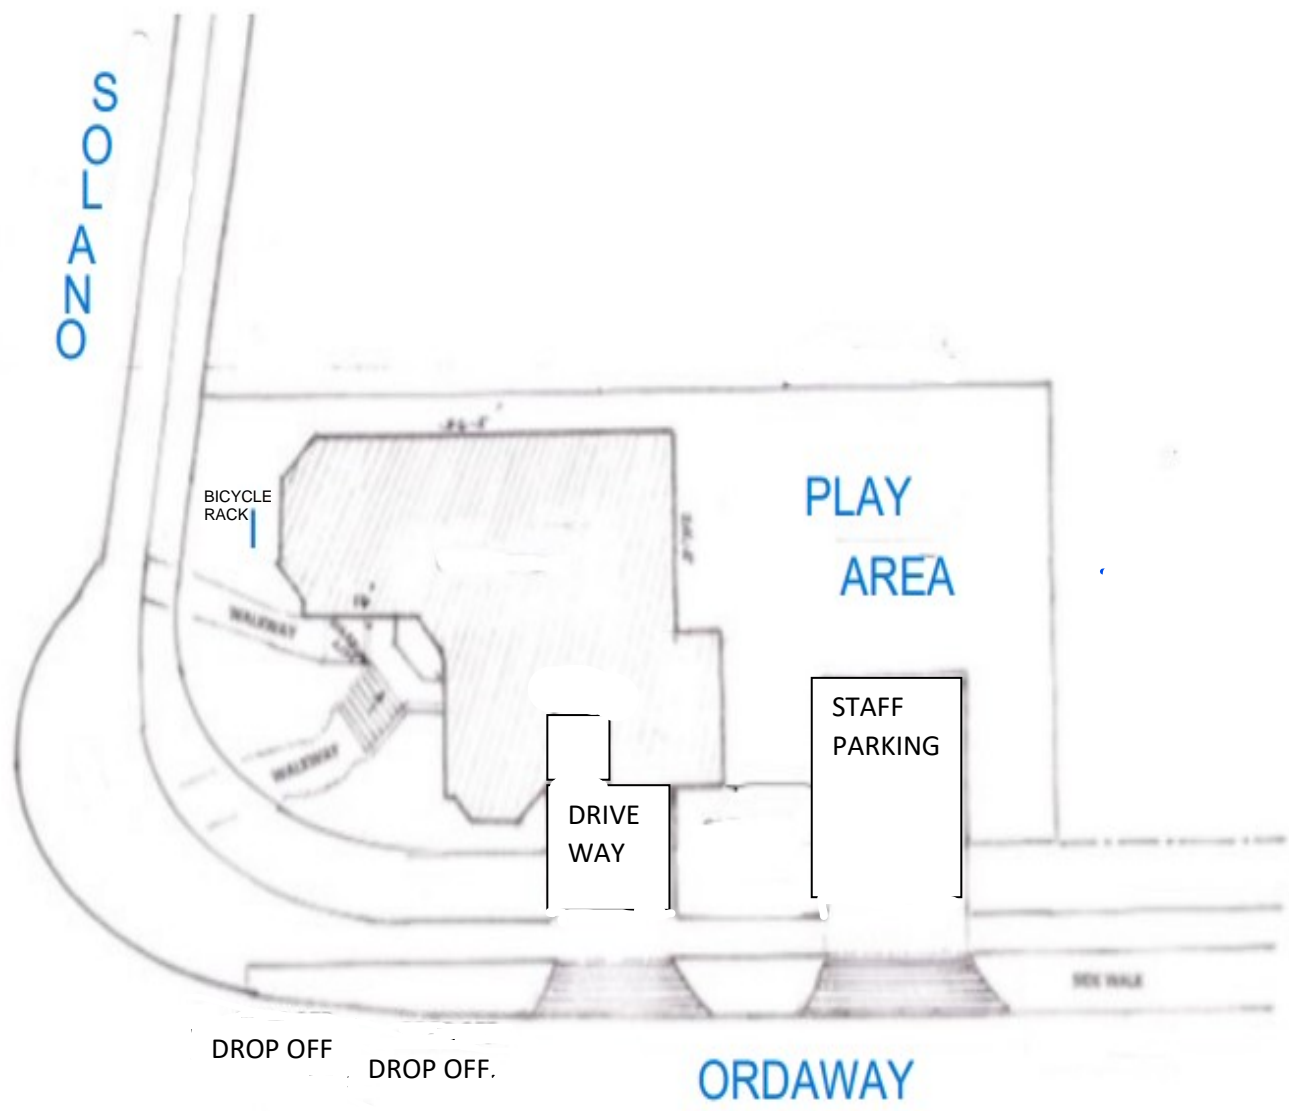 SOLANO
BICYCLE
RACK
PLAY
AREA
WALKWAY
WALKWAY
STAFF
PARKING
DRIVE
WAY
SIDE WALK
DROP OFF
DROP OFF.
ORDAWAY